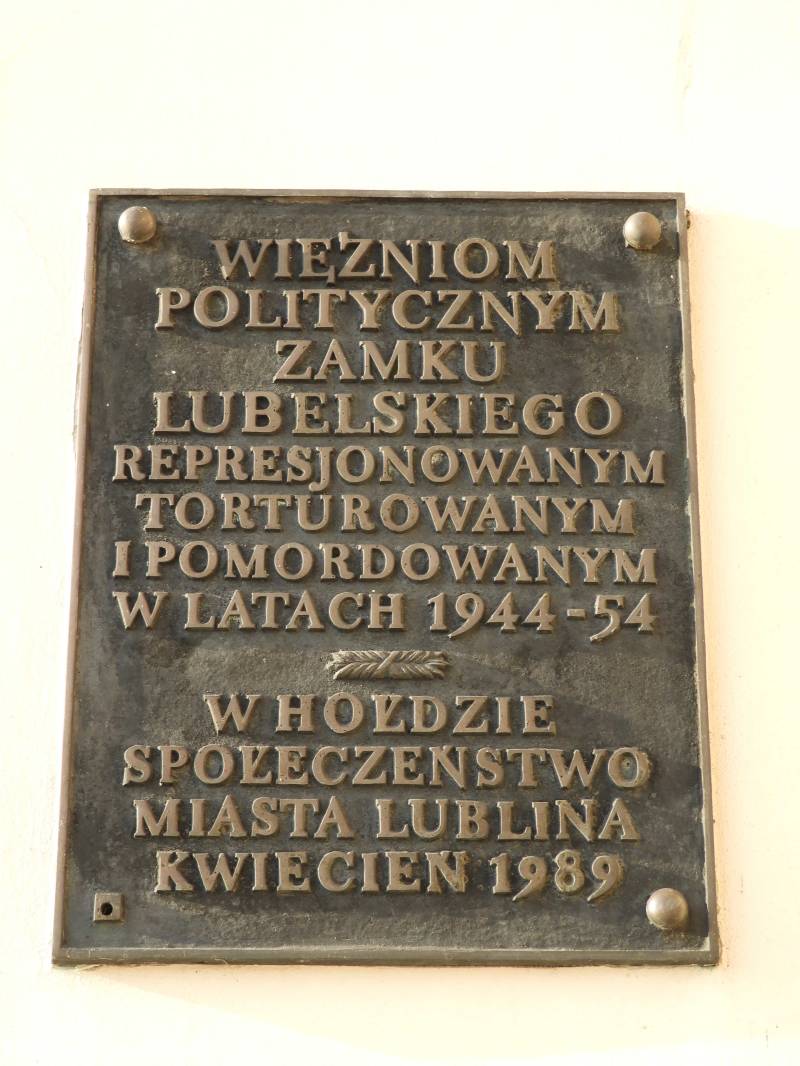 WIĘŹNIOM
POLITYCZNYM
ZAMKU
LUBELSKIEGO
REPRESJONOWANYM
TORTUROWANYM
I POMORDOWANYM
W LATACH 1944-54
W HOŁDZIE
SPOŁECZEŃSTWO
MIASTA LUBLINA
KWIECIEŃ 1989